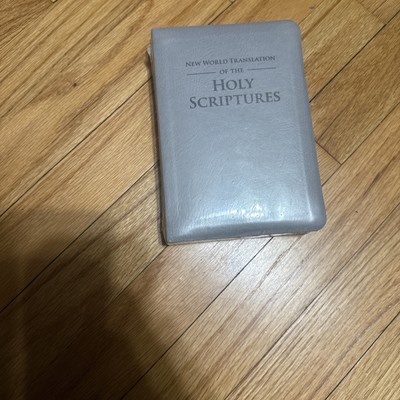 New World Translation
of the
Holy
Scriptures